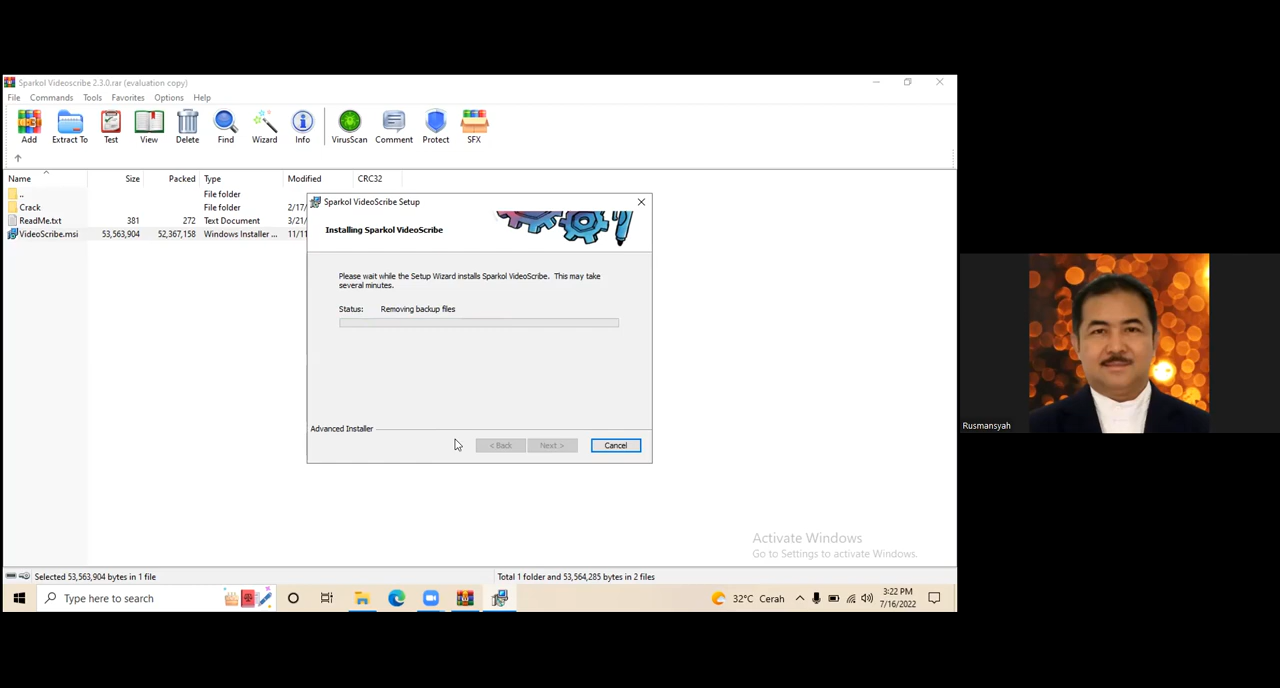 Sparkol Videoscribe 2.3.0.rar (evaluation copy)
File Commands Tools Favorites Options Help
Add Extract To Test View Delete Find Wizard Info VirusScan Comment Protect SFX
Name Size Packed Type Modified CRC32
.. File folder
Crack File folder 2/17/
ReadMe.txt 381 272 Text Document 3/21/
VideoScribe.msi 53,563,904 52,367,158 Windows Installer ... 11/11
Sparkol VideoScribe Setup
Installing Sparkol VideoScribe
Please wait while the Setup Wizard installs Sparkol VideoScribe. This may take
several minutes.
Status: Removing backup files
Advanced Installer
< Back Next > Cancel
Rusmansyah
Activate Windows
Go to Settings to activate Windows.
Selected 53,563,904 bytes in 1 file Total 1 folder and 53,564,285 bytes in 2 files
Type here to search 32°C Cerah 3:22 PM
7/16/2022